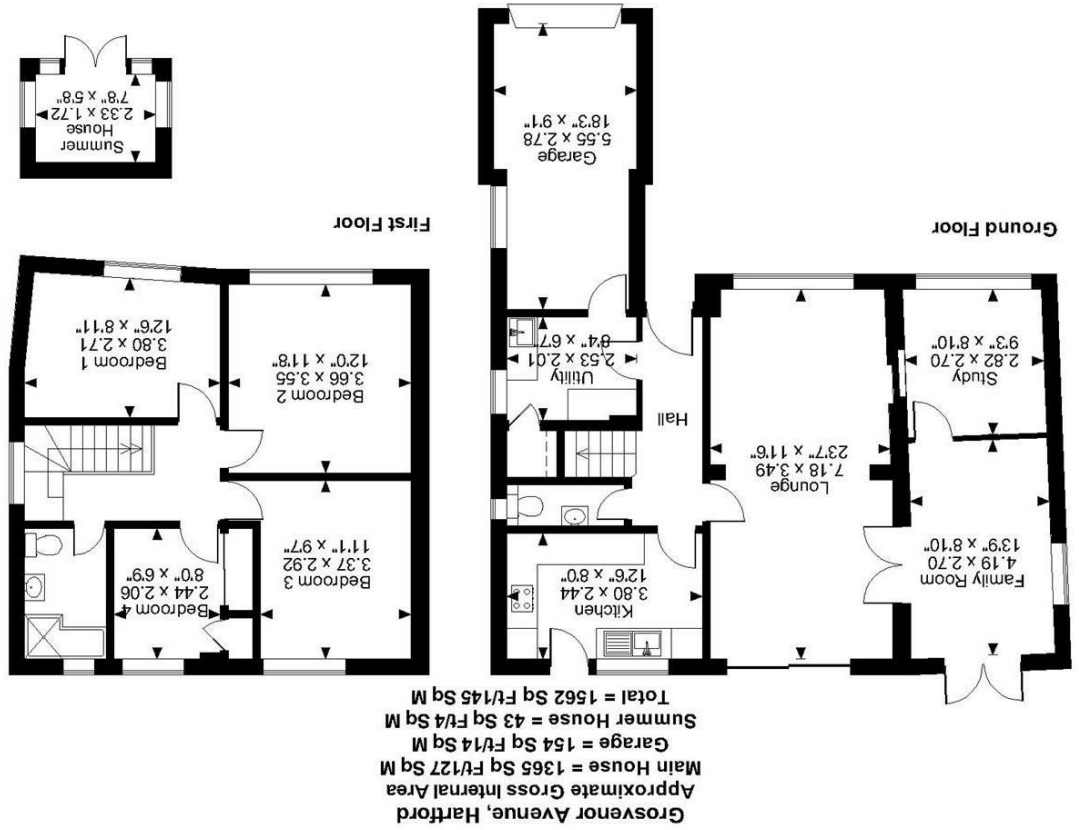 Grosvenor Avenue, Hartford
Approximate Gross Internal Area
Main House = 1365 Sq Ft/127 Sq M
Garage = 154 Sq Ft/14 Sq M
Summer House = 43 Sq Ft/4 Sq M
Total = 1562 Sq Ft/145 Sq M
Family Room
4.19 x 2.70
13'9" x 8'10"
Kitchen
3.80 x 2.44
12'6" x 8'0"
Lounge
7.18 x 3.49
23'7" x 11'6"
Hall
Study
2.82 x 2.70
9'3" x 8'10"
Utility
2.53 x 2.01
8'4" x 6'7"
Garage
5.55 x 2.78
18'3" x 9'1"
Ground Floor
Bedroom 3
3.37 x 2.92
11'1" x 9'7"
Bedroom 4
2.44 x 2.06
8'0" x 6'9"
Bedroom 2
3.66 x 3.55
12'0" x 11'8"
Bedroom 1
3.80 x 2.71
12'6" x 8'11"
First Floor
Summer
House
2.33 x 1.72
7'8" x 5'8"